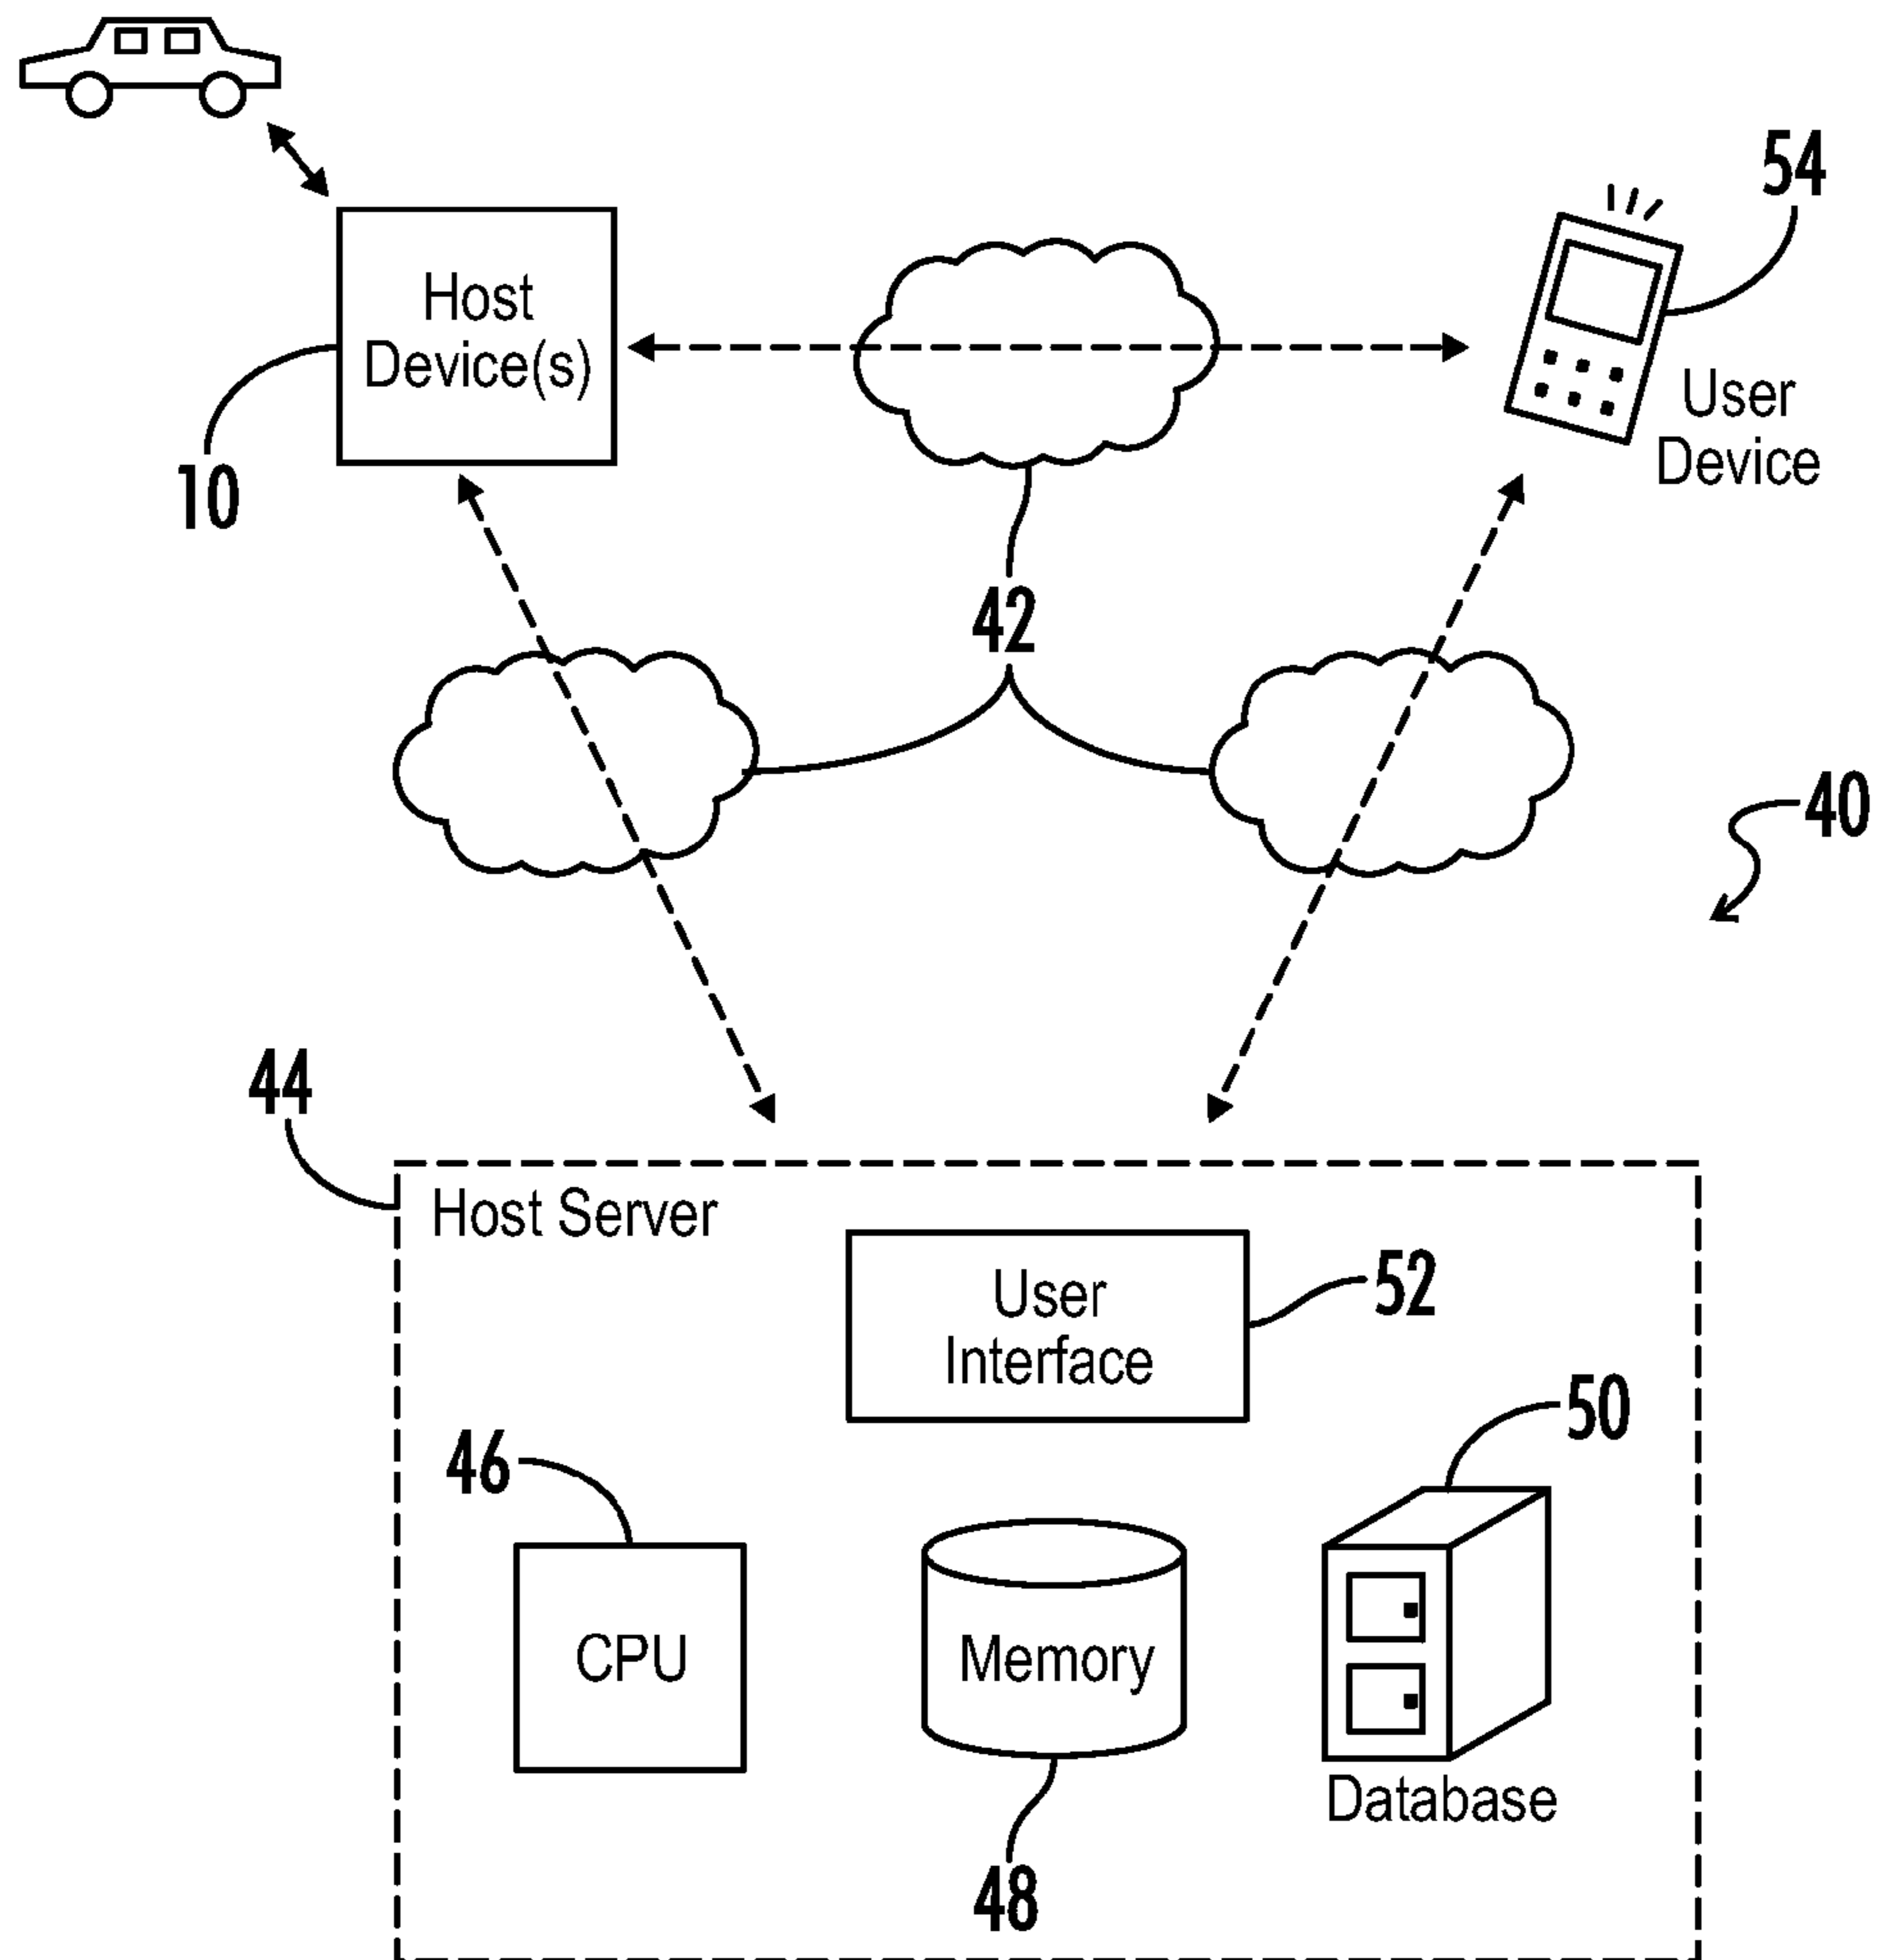 54
Host
Device(s)
User
Device
10
42
40
44
Host Server
User
Interface
52
50
46
CPU
Memory
Database
48